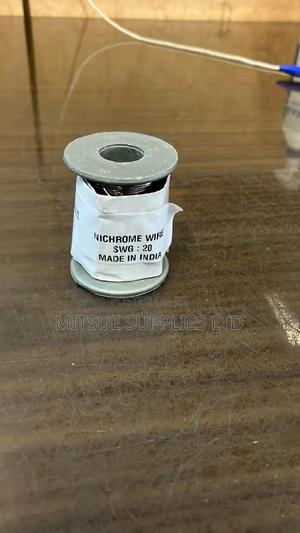 NICHROME WIRE
SWG : 20
MADE IN INDIA
MITSUE SUPPLIES LTD